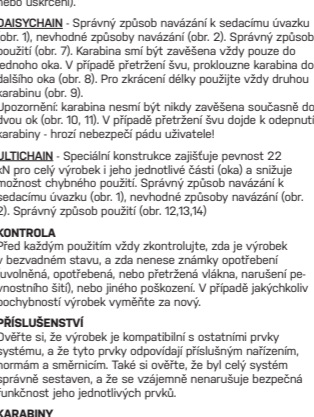 nebo uskřcení).
DAISYCHAIN - Správný způsob navázání k sedacímu úvazku
(obr. 1), nevhodné způsoby navázání (obr. 2). Správný způsob
použití (obr. 7). Karabina smí být zavěšena vždy pouze do
jednoho oka. V případě přetržení švu, proklouzne karabina do
dalšího oka (obr. 8). Pro zkrácení délky použijte vždy druhou
karabinu (obr. 9).
Upozornění: karabina nesmí být nikdy zavěšena současně do
dvou ok (obr. 10, 11). V případě přetržení švu dojde k odepnutí
karabiny - hrozí nebezpečí pádu uživatele!
ULTICHAIN - Speciální konstrukce zajišťuje pevnost 22
kN pro celý výrobek i jeho jednotlivé části (oka) a snižuje
možnost chybného použití. Správný způsob navázání k
sedacímu úvazku (obr. 1), nevhodné způsoby navázání (obr.
2). Správný způsob použití (obr. 12,13,14)
KONTROLA
Před každým použitím vždy zkontrolujte, zda je výrobek
v bezvadném stavu, a zda nenese známky opotřebení
(uvolněná, opotřebená, nebo přetržená vlákna, narušení pe-
vnostního šití), nebo jiného poškození. V případě jakýchkoliv
pochybností výrobek vyměňte za nový.
PŘÍSLUŠENSTVÍ
Ověřte si, že výrobek je kompatibilní s ostatními prvky
systému, a že tyto prvky odpovídají příslušným nařízením,
normám a směrnicím. Také si ověřte, že byl celý systém
správně sestaven, a že se vzájemně nenarušuje bezpečná
funkčnost jeho jednotlivých prvků.
KARABINY